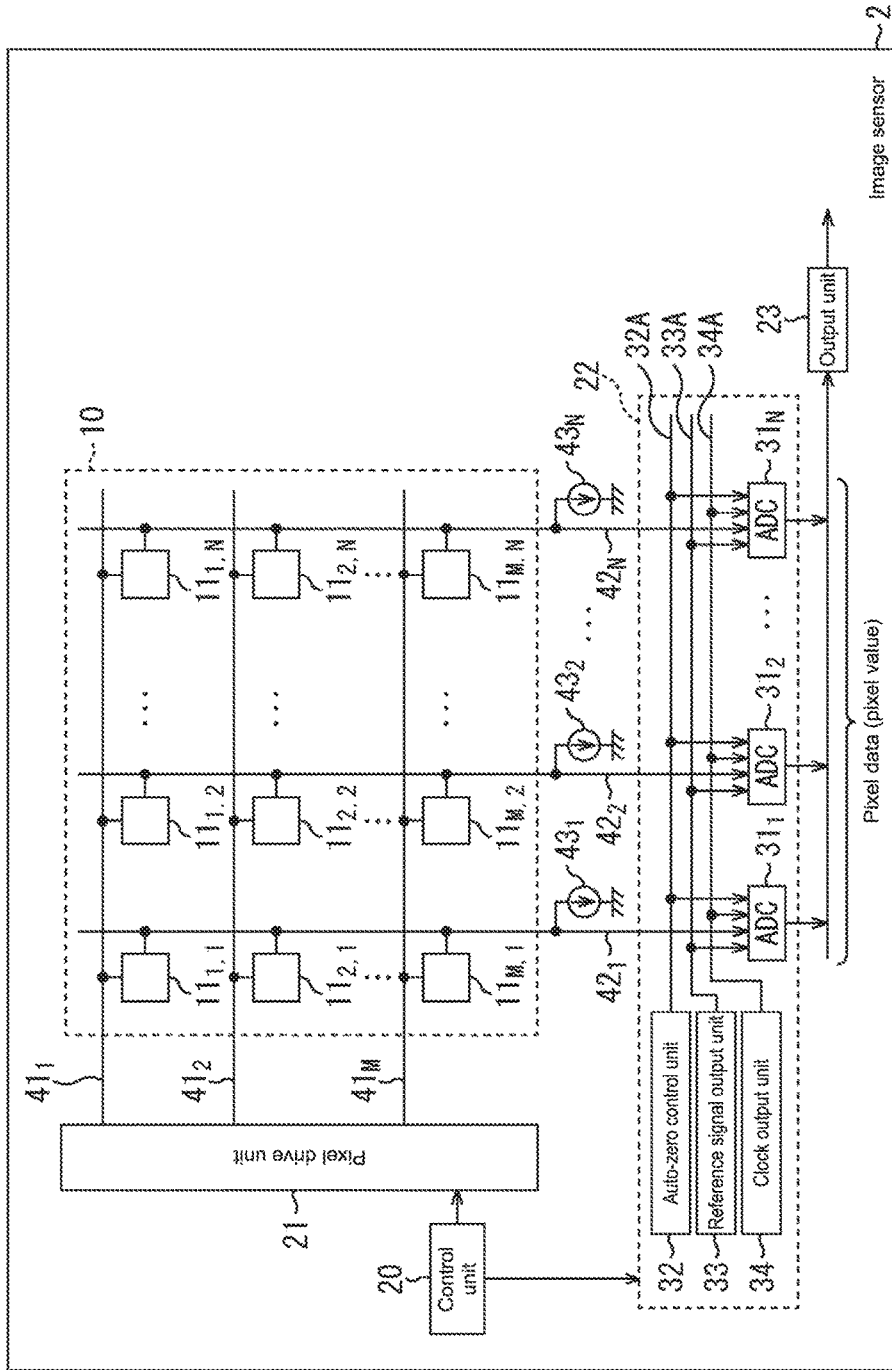 2
Image sensor
10
41₁
41₂
41M
11₁,₁
11₁,₂
11₁,N
...
11₂,₁
11₂,₂
11₂,N
...
...
...
...
11M,₁
11M,₂
11M,N
...
Pixel drive unit
21
20
Control
unit
43₁
43₂
43N
42₁
42₂
42N
...
22
32A
33A
34A
32
Auto-zero control unit
33
Reference signal output unit
34
Clock output unit
31₁
31₂
31N
ADC
ADC
ADC
...
23
Output unit
Pixel data (pixel value)